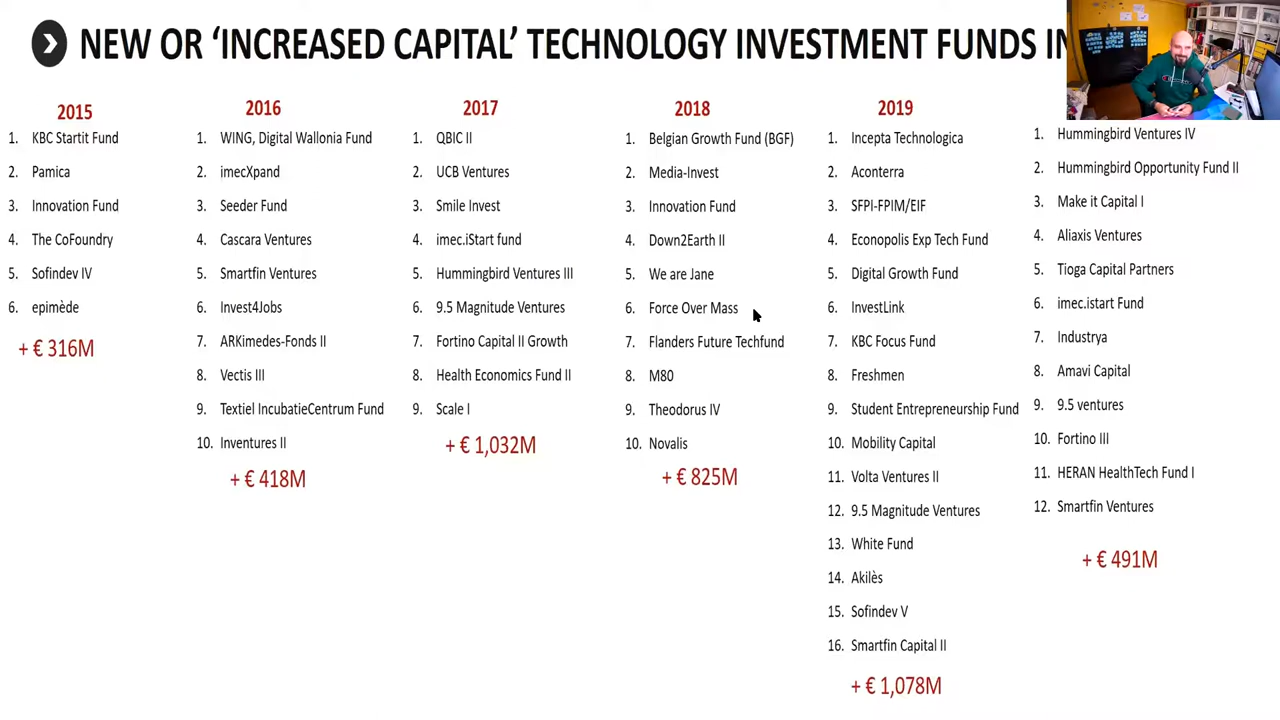 NEW OR ‘INCREASED CAPITAL’ TECHNOLOGY INVESTMENT FUNDS
2015
1. KBC Startit Fund
2. Pamica
3. Innovation Fund
4. The CoFoundry
5. Sofindev IV
6. epimède
+ € 316M
2016
1. WING, Digital Wallonia Fund
2. imecXpand
3. Seeder Fund
4. Cascara Ventures
5. Smartfin Ventures
6. Invest4Jobs
7. ARKimedes-Fonds II
8. Vectis III
9. Textiel IncubatieCentrum Fund
10. Inventures II
+ € 418M
2017
1. QBIC II
2. UCB Ventures
3. Smile Invest
4. imec.iStart fund
5. Hummingbird Ventures III
6. 9.5 Magnitude Ventures
7. Fortino Capital II Growth
8. Health Economics Fund II
9. Scale I
+ € 1,032M
2018
1. Belgian Growth Fund (BGF)
2. Media-Invest
3. Innovation Fund
4. Down2Earth II
5. We are Jane
6. Force Over Mass
7. Flanders Future Techfund
8. M80
9. Theodorus IV
10. Novalis
+ € 825M
2019
1. Incepta Technologica
2. Aconterra
3. SFPI-FPIM/EIF
4. Econopolis Exp Tech Fund
5. Digital Growth Fund
6. InvestLink
7. KBC Focus Fund
8. Freshmen
9. Student Entrepreneurship Fund
10. Mobility Capital
11. Volta Ventures II
12. 9.5 Magnitude Ventures
13. White Fund
14. Akilès
15. Sofindev V
16. Smartfin Capital II
+ € 1,078M
1. Hummingbird Ventures IV
2. Hummingbird Opportunity Fund II
3. Make it Capital I
4. Aliaxis Ventures
5. Tioga Capital Partners
6. imec.istart Fund
7. Industrya
8. Amavi Capital
9. 9.5 ventures
10. Fortino III
11. HERAN HealthTech Fund I
12. Smartfin Ventures
+ € 491M